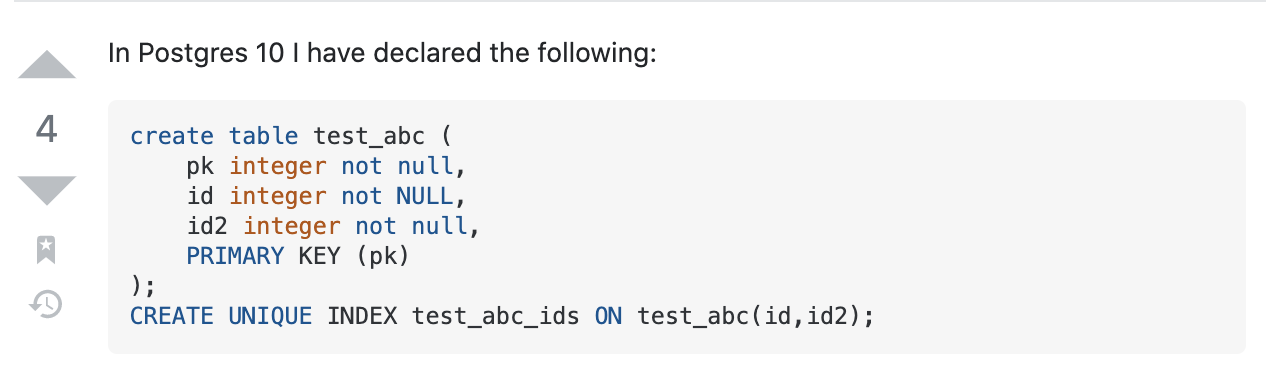 In Postgres 10 I have declared the following:
4
create table test_abc (
    pk integer not null,
    id integer not NULL,
    id2 integer not null,
    PRIMARY KEY (pk)
);
CREATE UNIQUE INDEX test_abc_ids ON test_abc(id,id2);